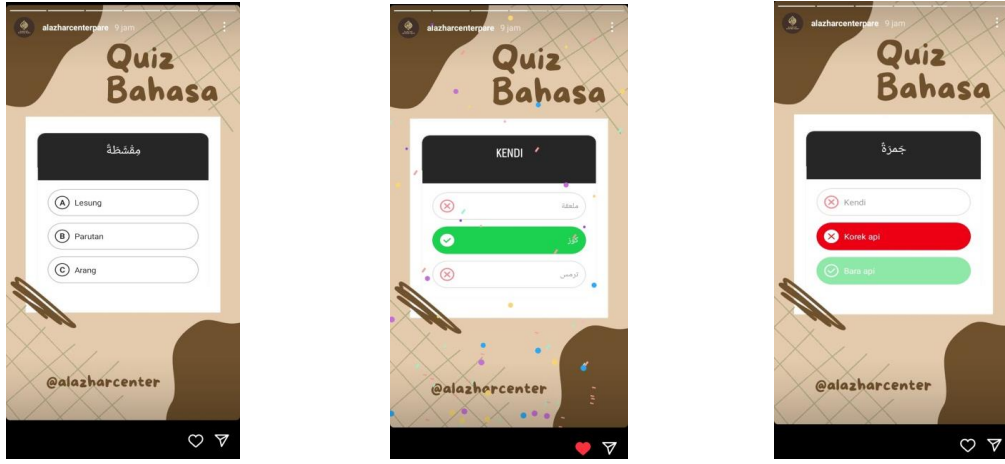 alazharcenterpare 9 jam
Quiz
Bahasa
مِقْشَطَةٌ
A Lesung
B Parutan
C Arang
@alazharcenter
alazharcenterpare 9 jam
Quiz
Bahasa
KENDI
ملعقة
كُوْزٌ
ترمس
@alazharcenter
alazharcenterpare 9 jam
Quiz
Bahasa
جَمرَةٌ
Kendi
Korek api
Bara api
@alazharcenter